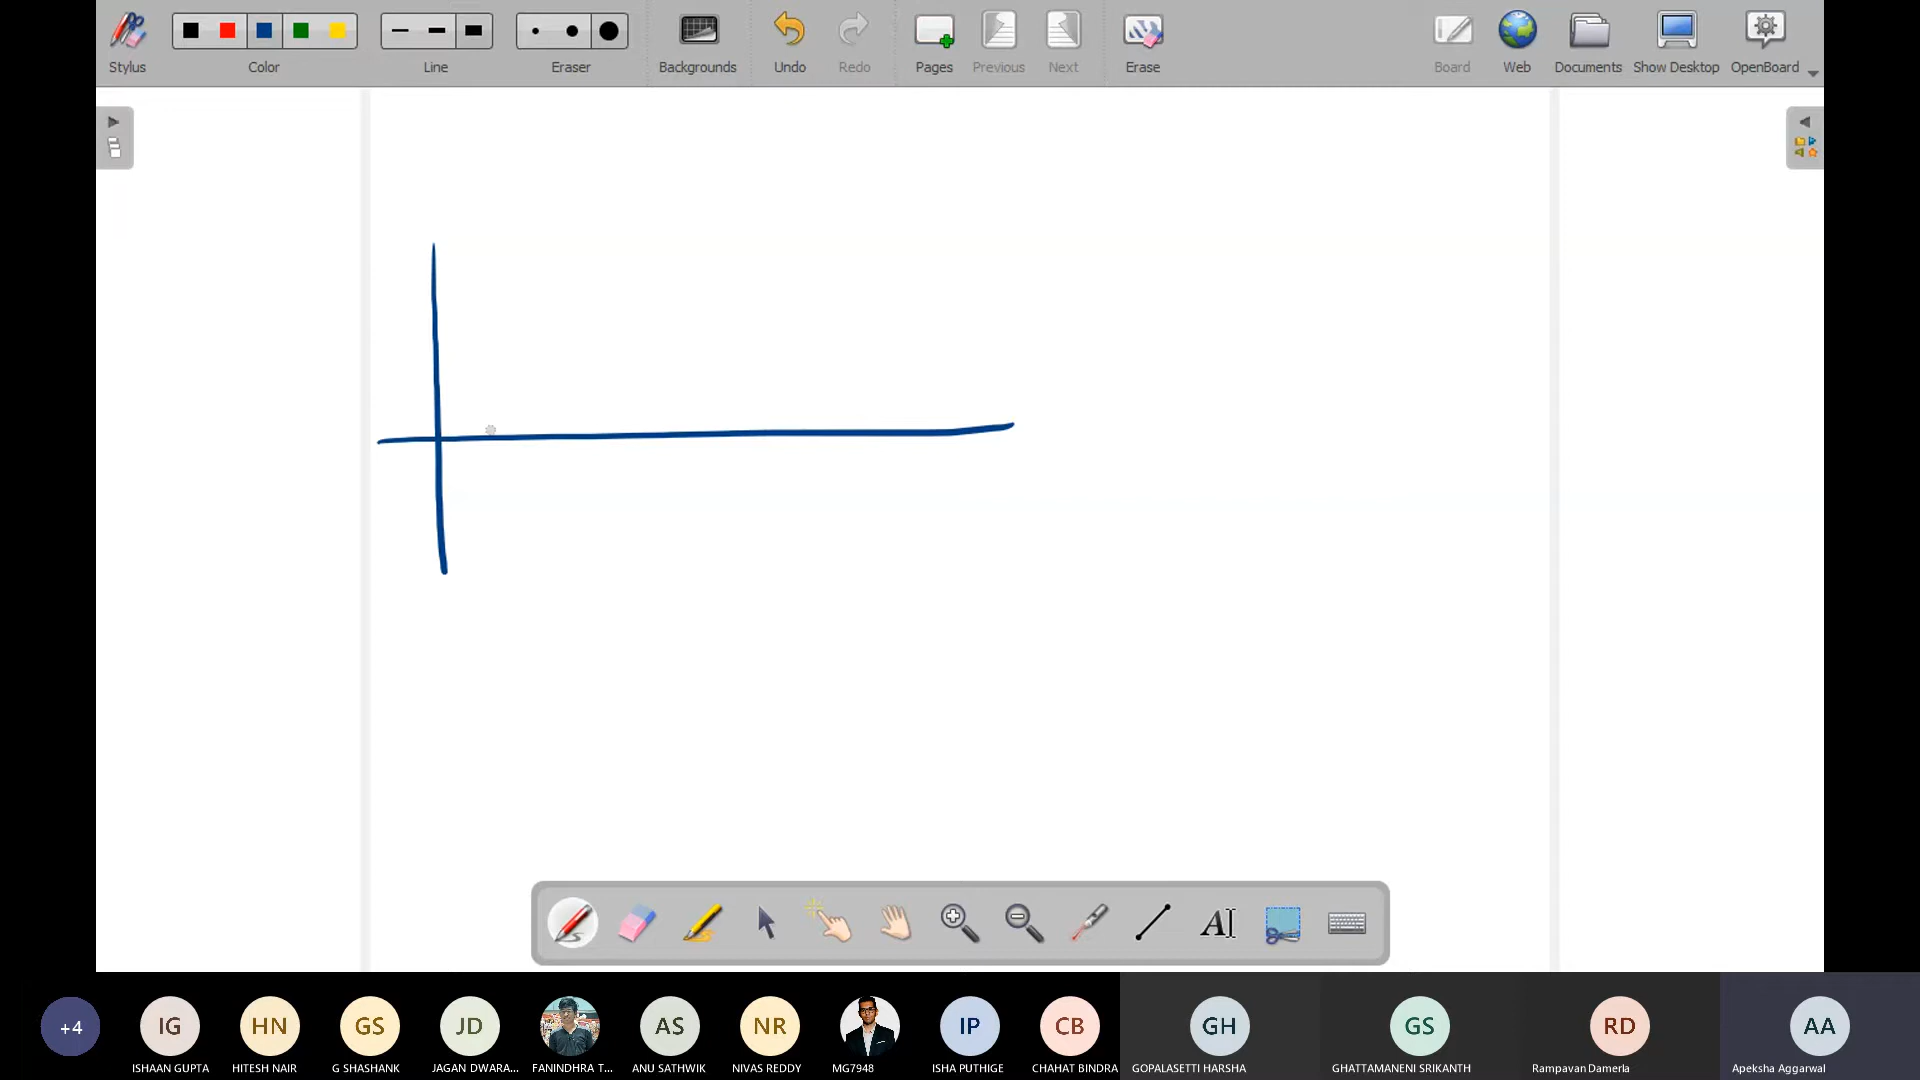 Stylus Color Line Eraser Backgrounds Undo Redo Pages Previous Next Erase Board Web Documents Show Desktop OpenBoard
AI
+4 IG HN GS JD AS NR IP CB GH GS RD AA
ISHAAN GUPTA HITESH NAIR G SHASHANK JAGAN DWARA... FANINDHRA T... ANU SATHWIK NIVAS REDDY MG7948 ISHA PUTHIGE CHAHAT BINDRA GOPALASETTI HARSHA GHATTAMANENI SRIKANTH Rampavan Damerla Apeksha Aggarwal